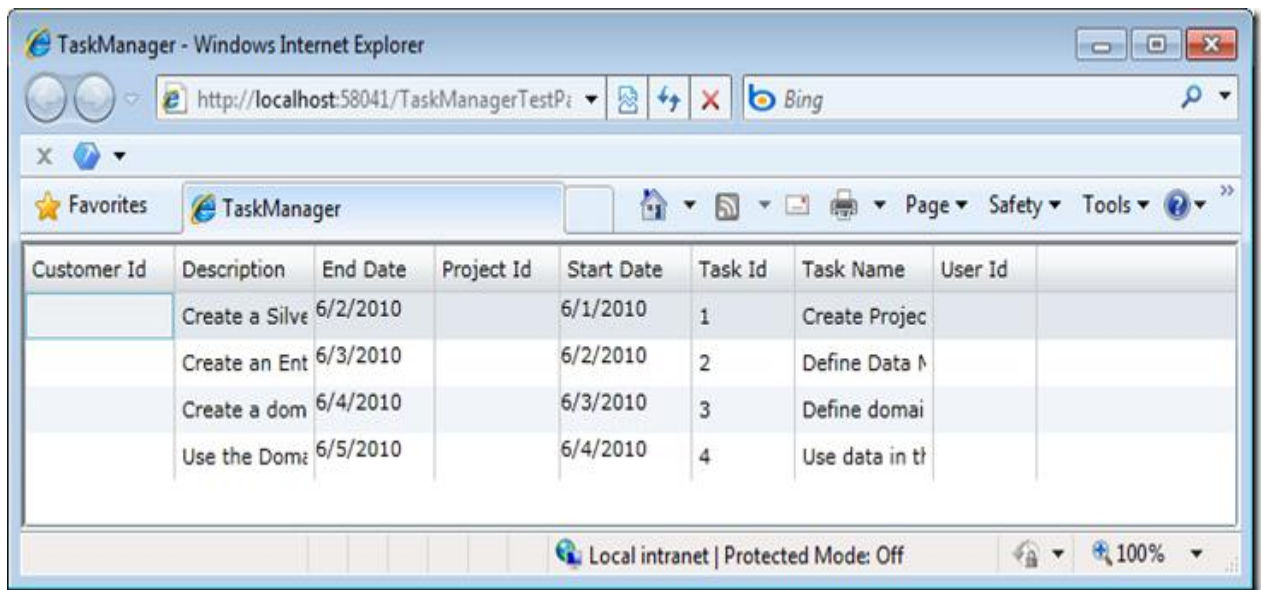 TaskManager - Windows Internet Explorer
http://localhost:58041/TaskManagerTestPa Bing
X
Favorites TaskManager Page Safety Tools »
Customer Id Description End Date Project Id Start Date Task Id Task Name User Id
Create a Silve 6/2/2010 6/1/2010 1 Create Projec
Create an Ent 6/3/2010 6/2/2010 2 Define Data
Create a dom 6/4/2010 6/3/2010 3 Define domai
Use the Doma 6/5/2010 6/4/2010 4 Use data in th
Local intranet | Protected Mode: Off 100%